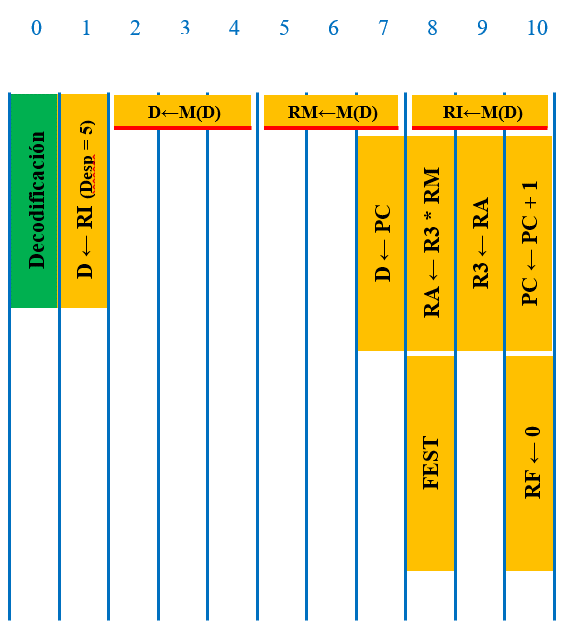 0 1 2 3 4 5 6 7 8 9 10
D←M(D) RM←M(D) RI←M(D)
Decodificación
D ← RI (Desp = 5)
D ← PC
RA ← R3 * RM
R3 ← RA
PC ← PC + 1
FEST
RF ← 0